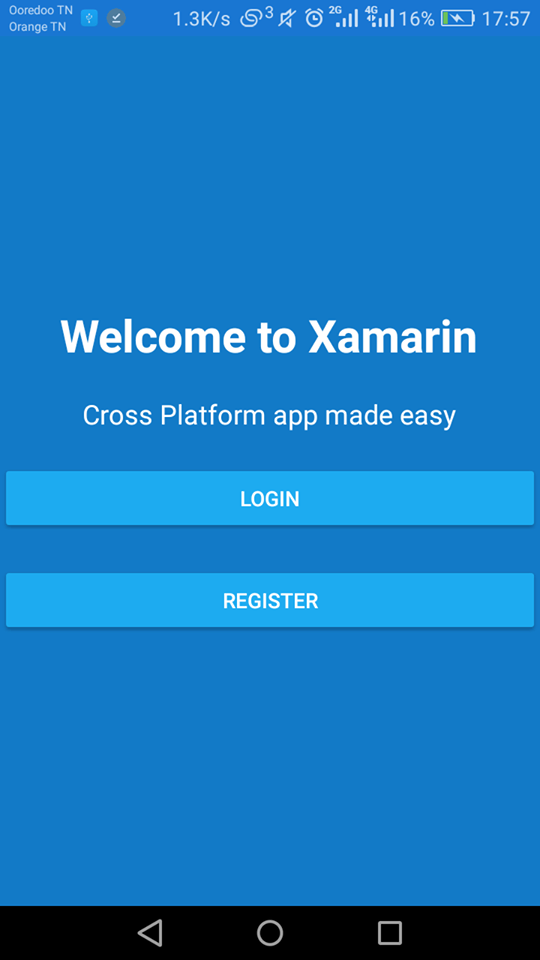 Ooredoo TN
Orange TN
1.3K/s 3 2G 4G 16% 17:57
Welcome to Xamarin
Cross Platform app made easy
LOGIN
REGISTER